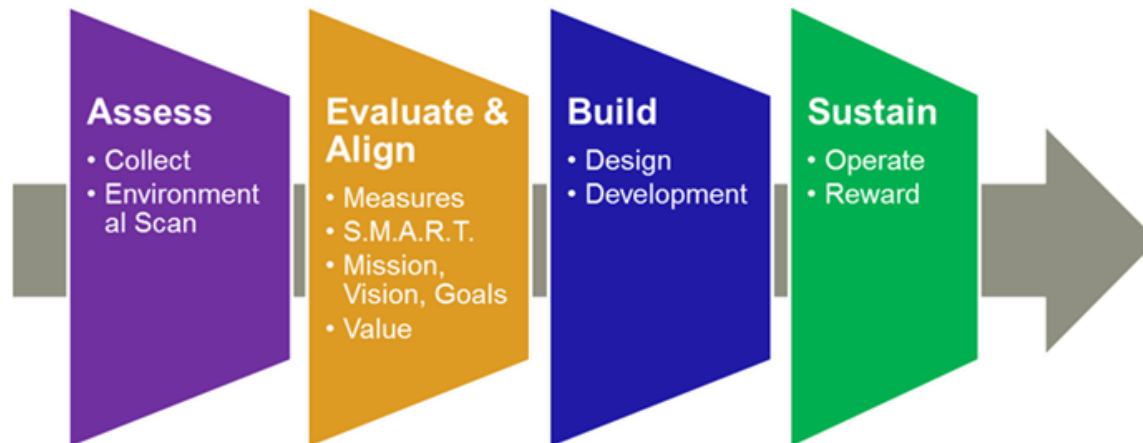 Assess
• Collect
• Environment
al Scan
Evaluate &
Align
• Measures
• S.M.A.R.T.
• Mission,
Vision, Goals
• Value
Build
• Design
• Development
Sustain
• Operate
• Reward